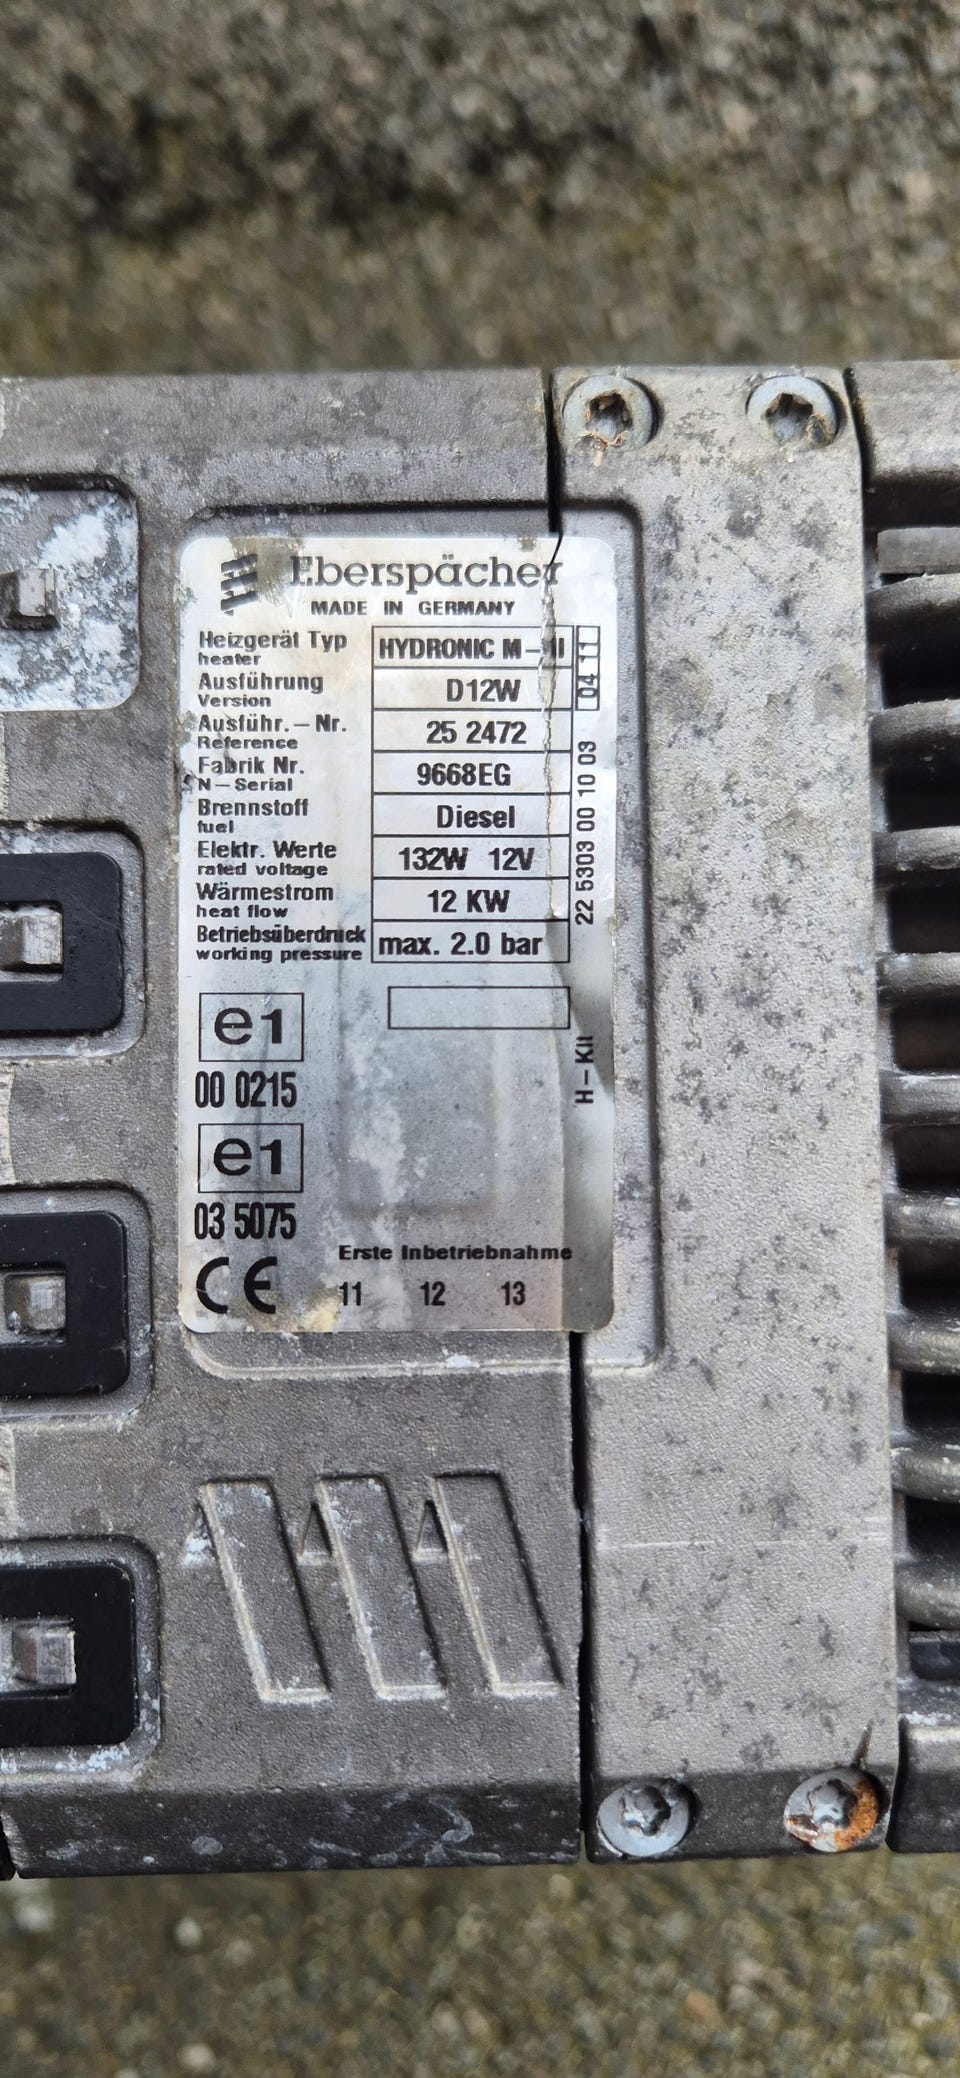 Eberspächer
MADE IN GERMANY
Heizgerät Typ HYDRONIC M-II
heater
Ausführung D12W
Version
Ausführ.-Nr. 25 2472
Reference
Fabrik Nr. 9668EG
N-Serial
Brennstoff Diesel
fuel
Elektr. Werte 132W 12V
rated voltage
Wärmestrom 12 KW
heat flow
Betriebsüberdruck max. 2.0 bar
working pressure
04 11
22 5303 00 10 03
H-Kit
e1
00 0215
e1
03 5075
CE
Erste Inbetriebnahme
11 12 13